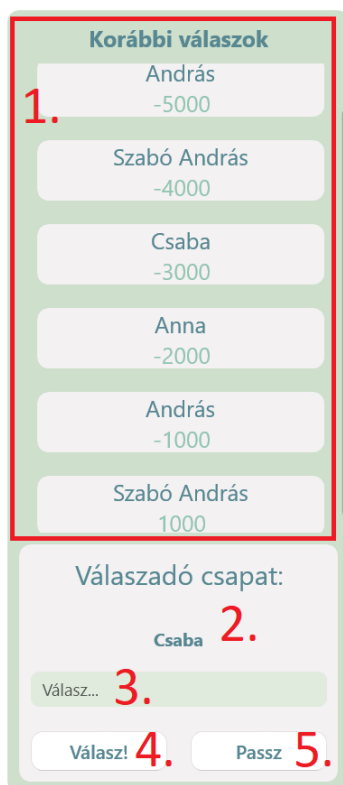 Korábbi válaszok
1.
András
-5000
Szabó András
-4000
Csaba
-3000
Anna
-2000
András
-1000
Szabó András
1000
Válaszadó csapat:
Csaba 2.
Válasz... 3.
Válasz! 4. Passz 5.